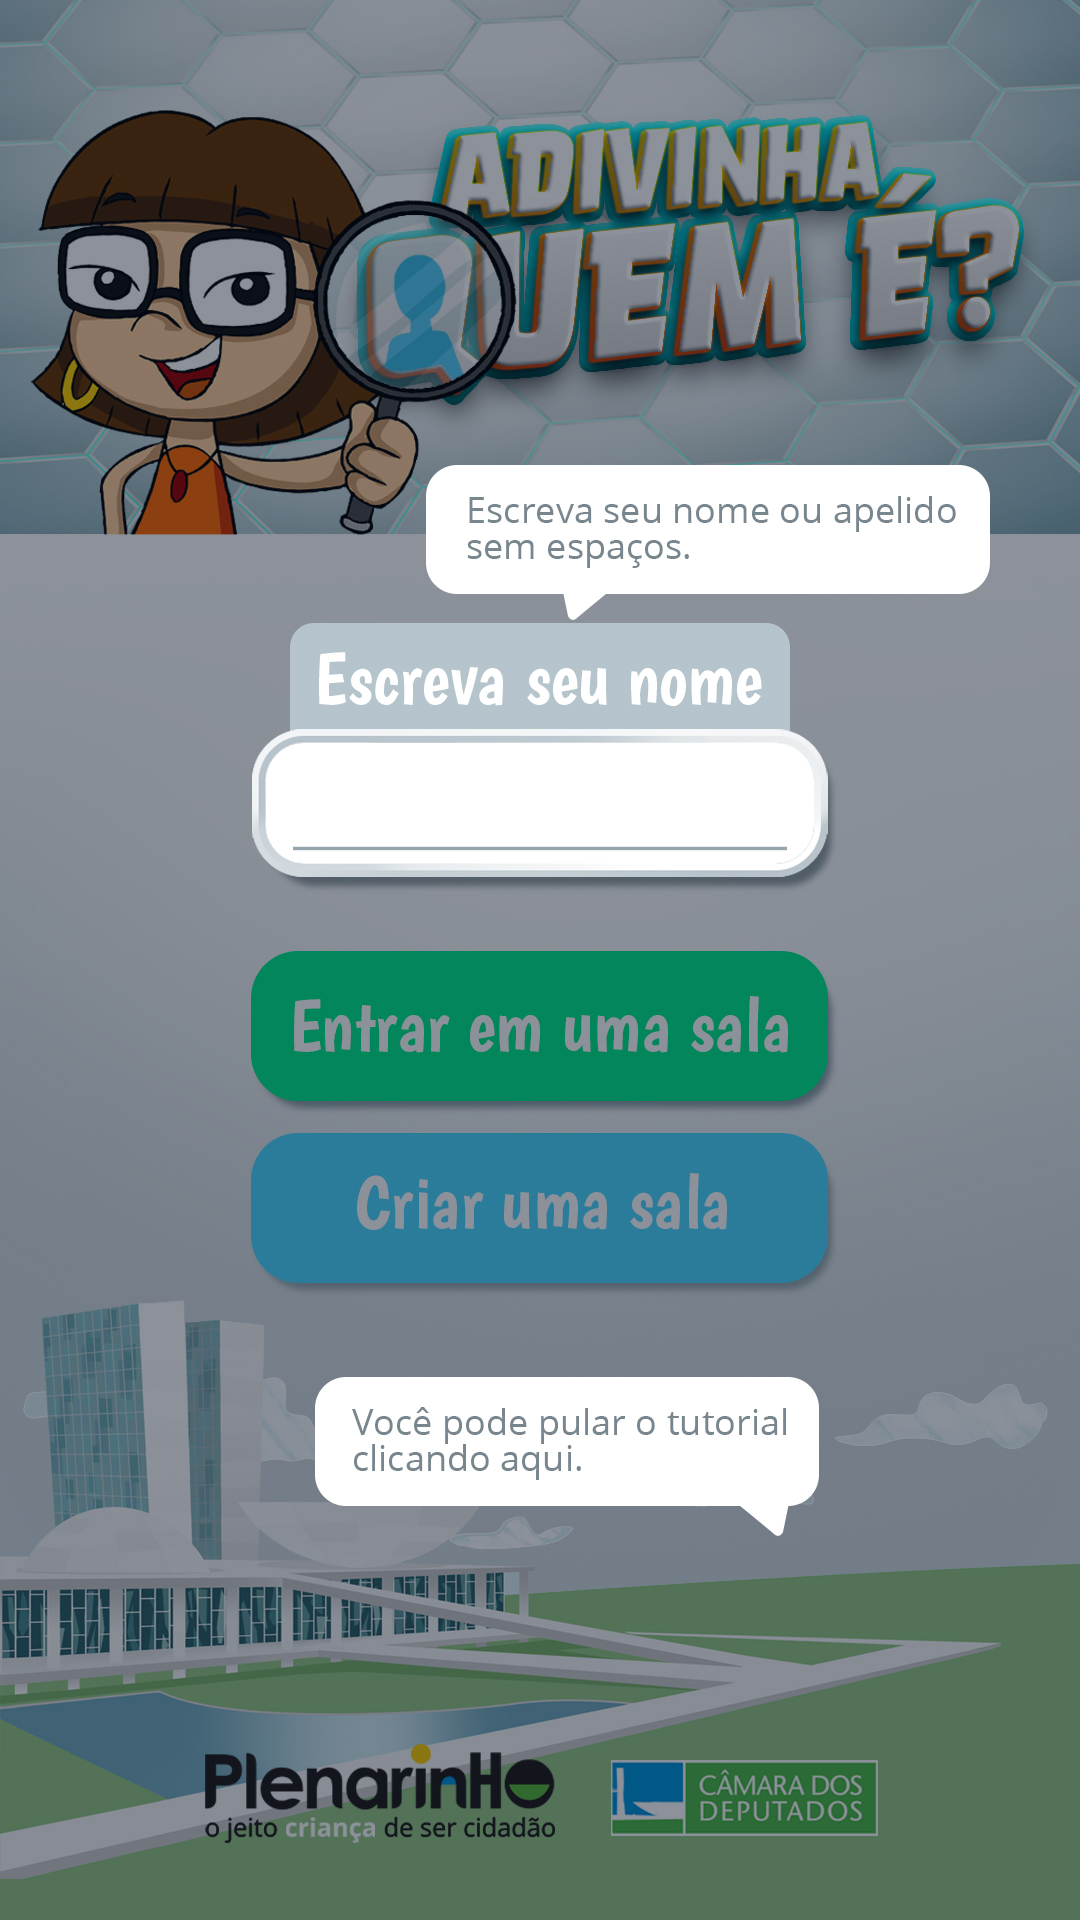 ADIVINHA
QUEM É?
Escreva seu nome ou apelido
sem espaços.
Escreva seu nome
Entrar em uma sala
Criar uma sala
Você pode pular o tutorial
clicando aqui.
PlenarinHo
o jeito criança de ser cidadão
CÂMARA DOS
DEPUTADOS